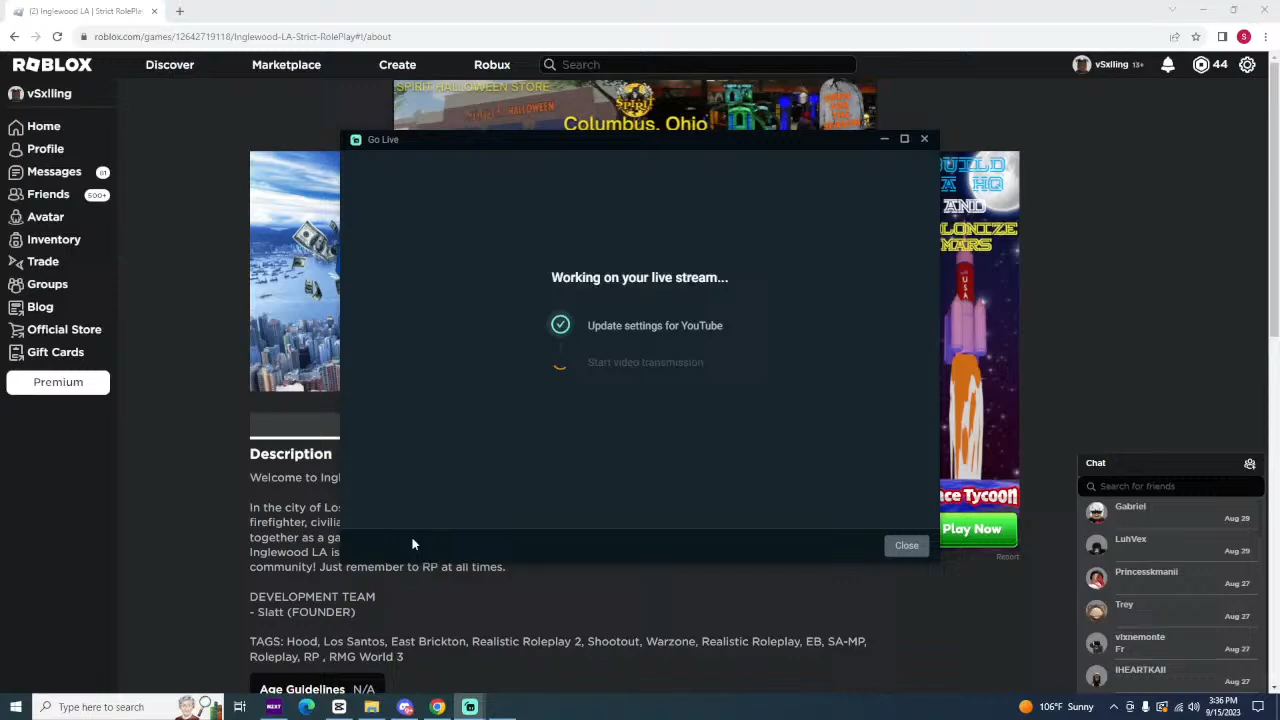 (2) Inglewood LA | Strict RolePlay
roblox.com/games/12642719118/Inglewood-LA-Strict-RolePlay#!/about
S
ROBLOX
Discover
Marketplace
Create
Robux
Search
vSxlling 13+
44
vSxlling
Home
Profile
Messages 81
Friends 500+
Avatar
Inventory
Trade
Groups
Blog
Official Store
Gift Cards
Premium
SPIRIT HALLOWEEN STORE
SPIRIT
Columbus, Ohio
Go Live
Working on your live stream...
Update settings for YouTube
Start video transmission
Close
BUILD
A HQ
AND
COLONIZE
MARS
USA
ace Tycoon
Play Now
Report
Description
Welcome to Ingl
In the city of Los
firefighter, civilia
together as a ga
Inglewood LA is
community! Just remember to RP at all times.
DEVELOPMENT TEAM
- Slatt (FOUNDER)
TAGS: Hood, Los Santos, East Brickton, Realistic Roleplay 2, Shootout, Warzone, Realistic Roleplay, EB, SA-MP,
Roleplay, RP , RMG World 3
Age Guidelines N/A
Chat
Search for friends
Gabriel
Aug 29
LuhVex
Aug 29
Princesskmanii
Aug 27
Trey
Aug 27
vixnemonte
Fr
Aug 27
IHEARTKAII
Type here to search
NEXT
106°F Sunny
3:36 PM
9/15/2023